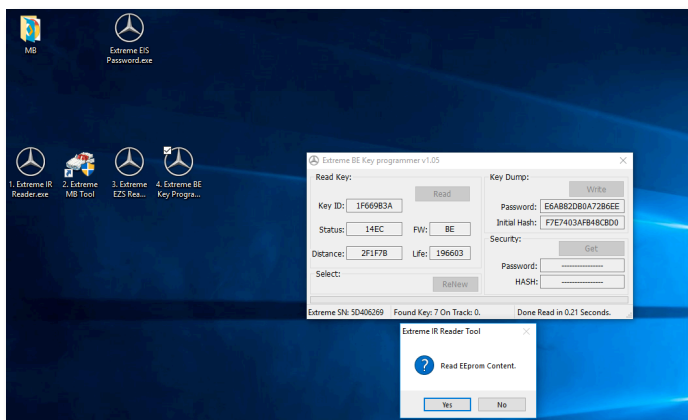 MB
Extreme EIS
Password.exe
1. Extreme IR
Reader.exe
2. Extreme
MB Tool
3. Extreme
EZS Rea...
4. Extreme BE
Key Progra...
Extreme BE Key programmer v1.05
Read Key:
Read
Key ID: 1F669B3A
Status: 14EC FW: BE
Distance: 2F1F7B Life: 196603
Select:
ReNew
Key Dump:
Write
Password: E6AB82DB0A72B6EE
Initial Hash: F7E7403AFB48CBD0
Security:
Get
Password: ----------------
HASH: ----------------
Extreme SN: 5D406269 Found Key: 7 On Track: 0. Done Read in 0.21 Seconds.
Extreme IR Reader Tool
Read EEprom Content.
Yes No